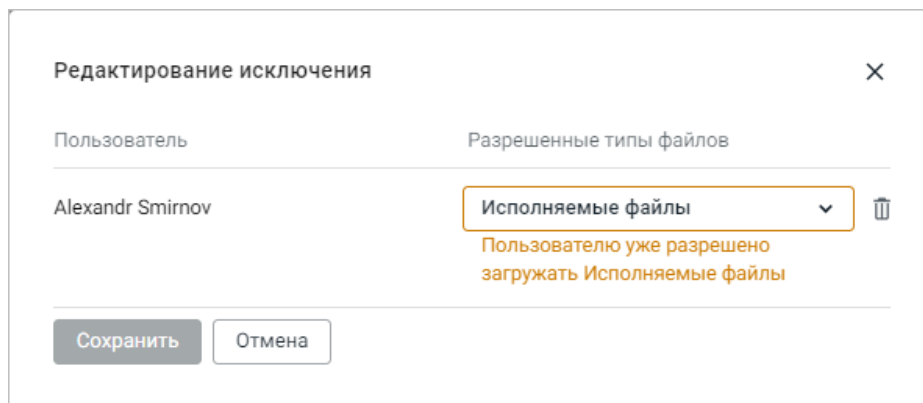 Редактирование исключения
Пользователь Разрешенные типы файлов
Alexandr Smirnov Исполняемые файлы
Пользователю уже разрешено
загружать Исполняемые файлы
Сохранить Отмена